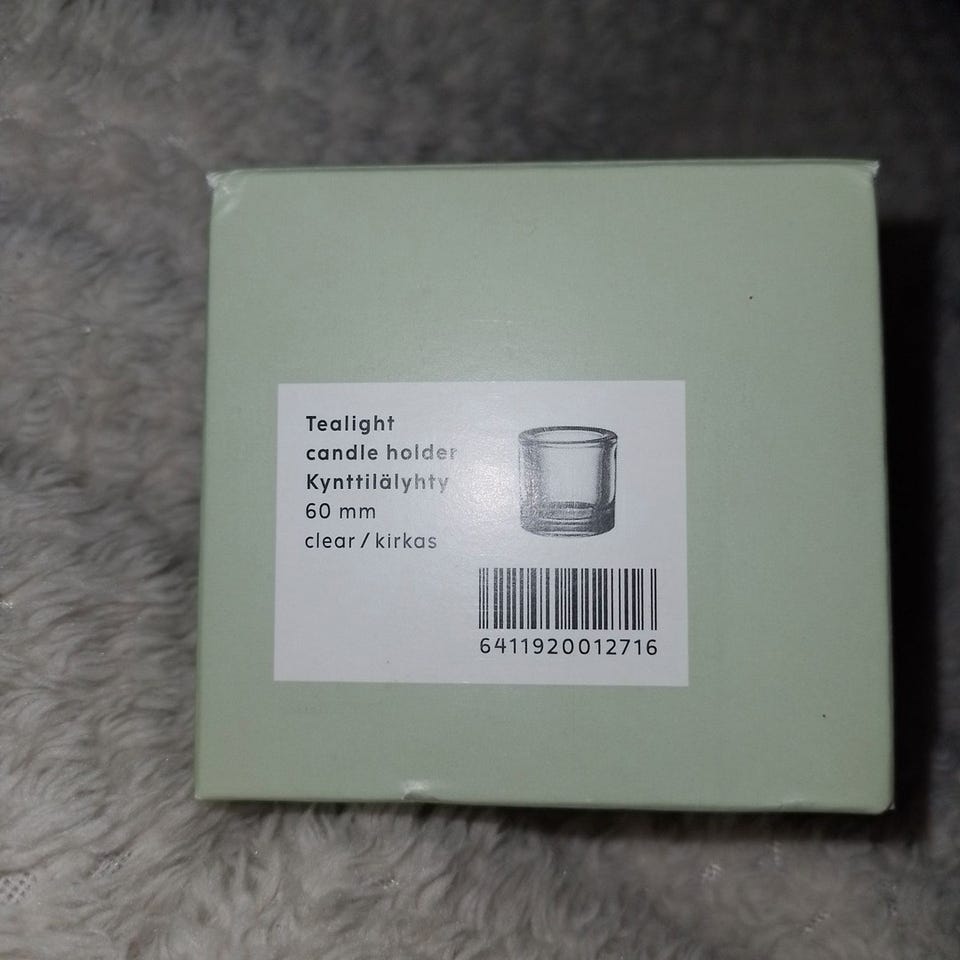 Tealight
candle holder
Kynttilälyhty
60 mm
clear / kirkas
6411920012716